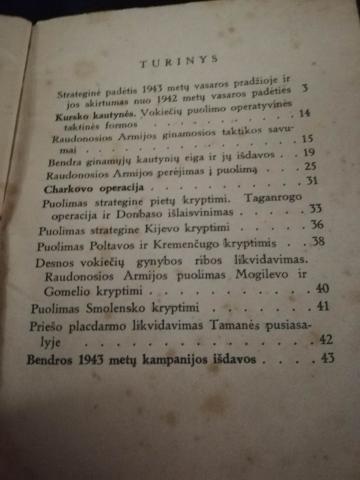 TURINYS
Strateginė padėtis 1943 metų vasaros pradžioje ir
jos skirtumas nuo 1942 metų vasaros padėties 3
Kursko kautynės. Vokiečių puolimo operatyvinės
taktinės formos . . . . . . . . 14
Raudonosios Armijos ginamosios taktikos savu-
mai . . . . . . . . . . . 15
Bendra ginamųjų kautynių eiga ir jų išdavos . . 19
Raudonosios Armijos perėjimas į puolimą . . . 25
Charkovo operacija . . . . . . . . 31
Puolimas strateginė pietų kryptimi. Taganrogo
operacija ir Donbaso išlaisvinimas . . . . 33
Puolimas strateginė Kijevo kryptimi . . . . 36
Puolimai Poltavos ir Kremenčugo kryptimis . . 38
Desnos vokiečių gynybos ribos likvidavimas.
Raudonosios Armijos puolimas Mogilevo ir
Gomelio kryptimi . . . . . . . . 40
Puolimas Smolensko kryptimi . . . . . . 41
Priešo placdarmo likvidavimas Tamanės pusiasa-
lyje . . . . . . . . . . . 42
Bendros 1943 metų kampanijos išdavos . . . . 43